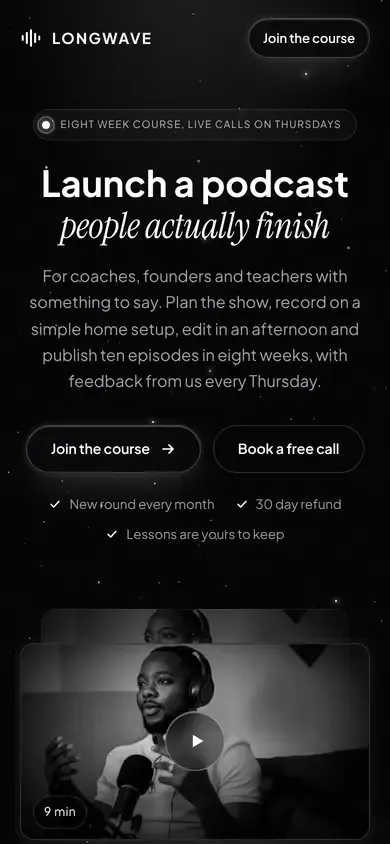 LONGWAVE
Join the course
EIGHT WEEK COURSE, LIVE CALLS ON THURSDAYS
Launch a podcast
people actually finish
For coaches, founders and teachers with
something to say. Plan the show, record on a
simple home setup, edit in an afternoon and
publish ten episodes in eight weeks, with
feedback from us every Thursday.
Join the course →
Book a free call
New round every month
30 day refund
Lessons are yours to keep
9 min